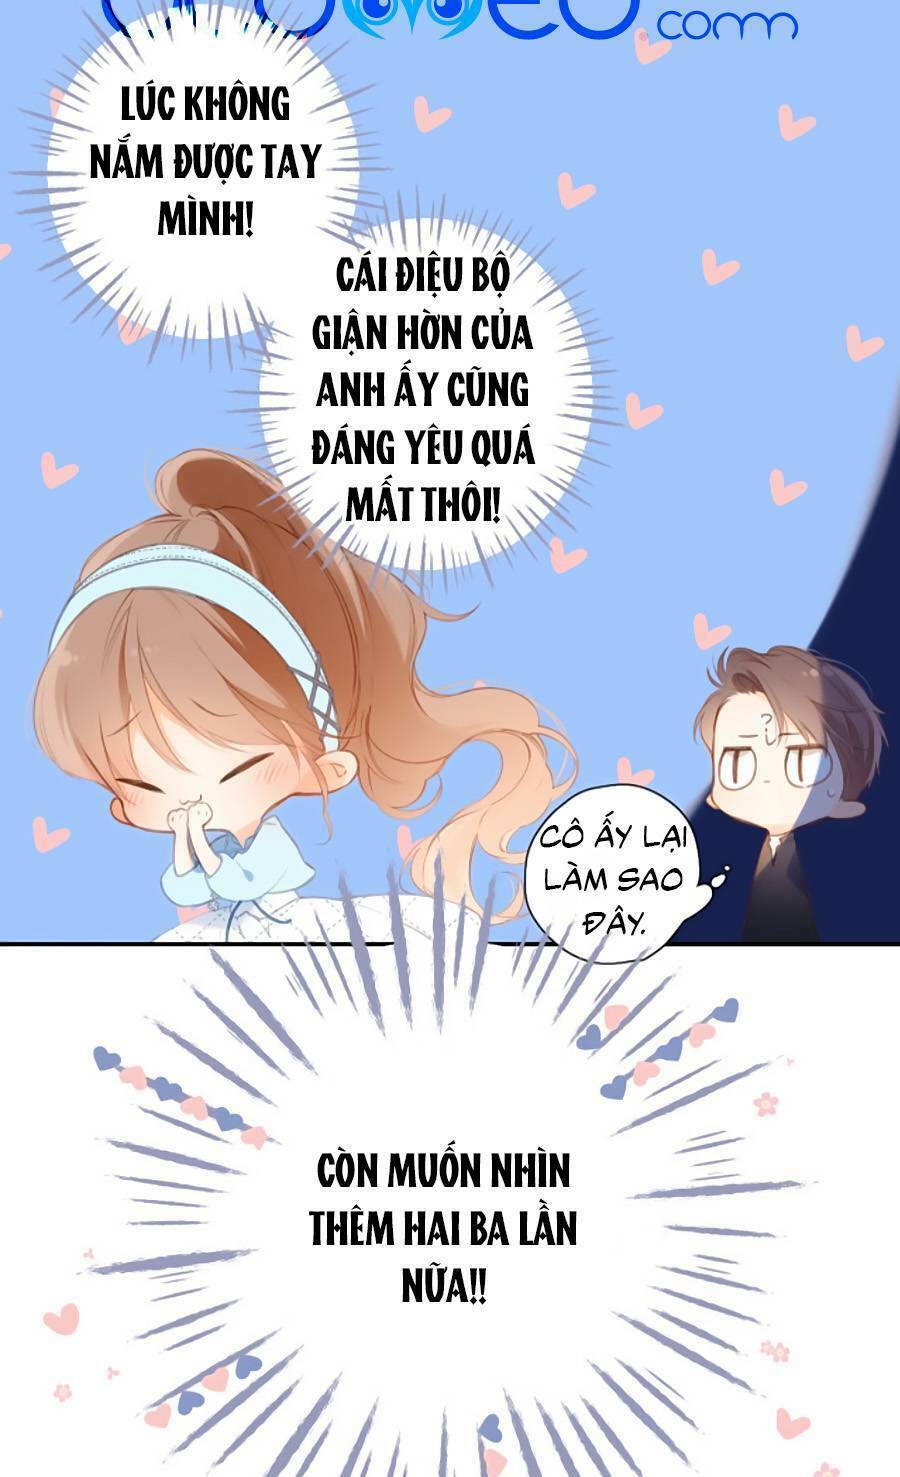 .comm
LÚC KHÔNG
NẮM ĐƯỢC TAY
MÌNH!
CÁI ĐIỆU BỘ
GIẬN HỜN CỦA
ANH ẤY CŨNG
ĐÁNG YÊU QUÁ
MẤT THÔI!
?
CÔ ẤY LẠI
LÀM SAO
ĐÂY.
CÒN MUỐN NHÌN
THÊM HAI BA LẦN
NỮA!!